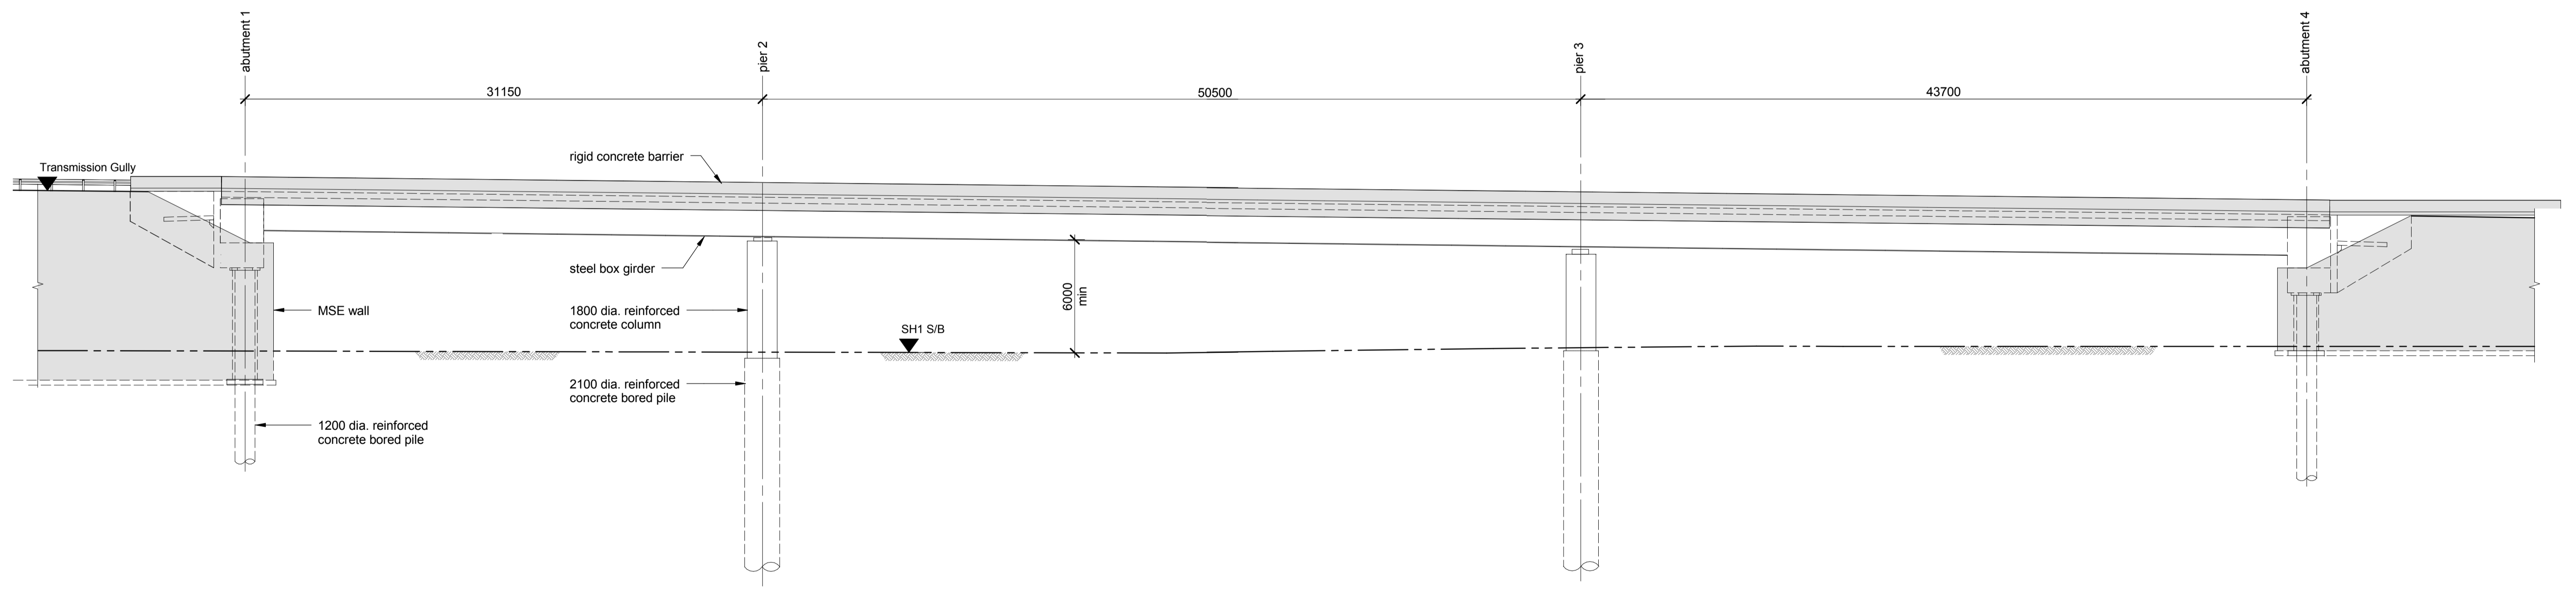 abutment 1
pier 2
pier 3
abutment 4
31150
50500
43700
Transmission Gully
rigid concrete barrier
steel box girder
6000
min
MSE wall
1800 dia. reinforced
concrete column
SH1 S/B
2100 dia. reinforced
concrete bored pile
1200 dia. reinforced
concrete bored pile